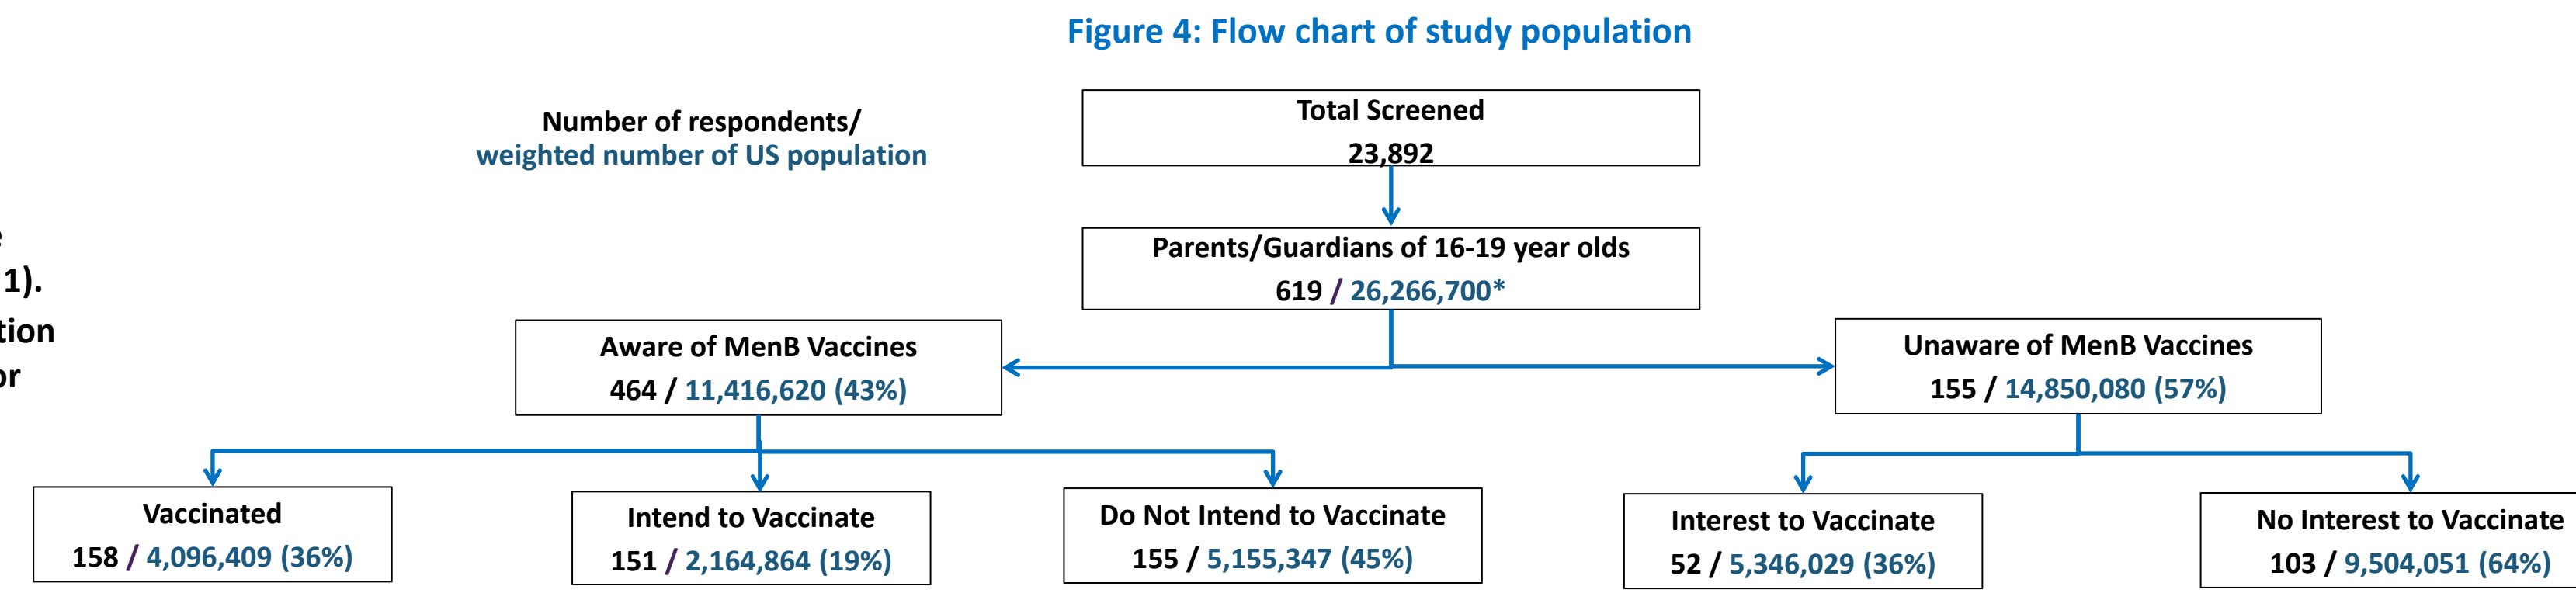 Figure 4: Flow chart of study population
Number of respondents/
weighted number of US population
Total Screened
23,892
Parents/Guardians of 16-19 year olds
619 / 26,266,700*
1).
Aware of MenB Vaccines
464 / 11,416,620 (43%)
Unaware of MenB Vaccines
155 / 14,850,080 (57%)
Vaccinated
158 / 4,096,409 (36%)
Intend to Vaccinate
151 / 2,164,864 (19%)
Do Not Intend to Vaccinate
155 / 5,155,347 (45%)
Interest to Vaccinate
52 / 5,346,029 (36%)
No Interest to Vaccinate
103 / 9,504,051 (64%)